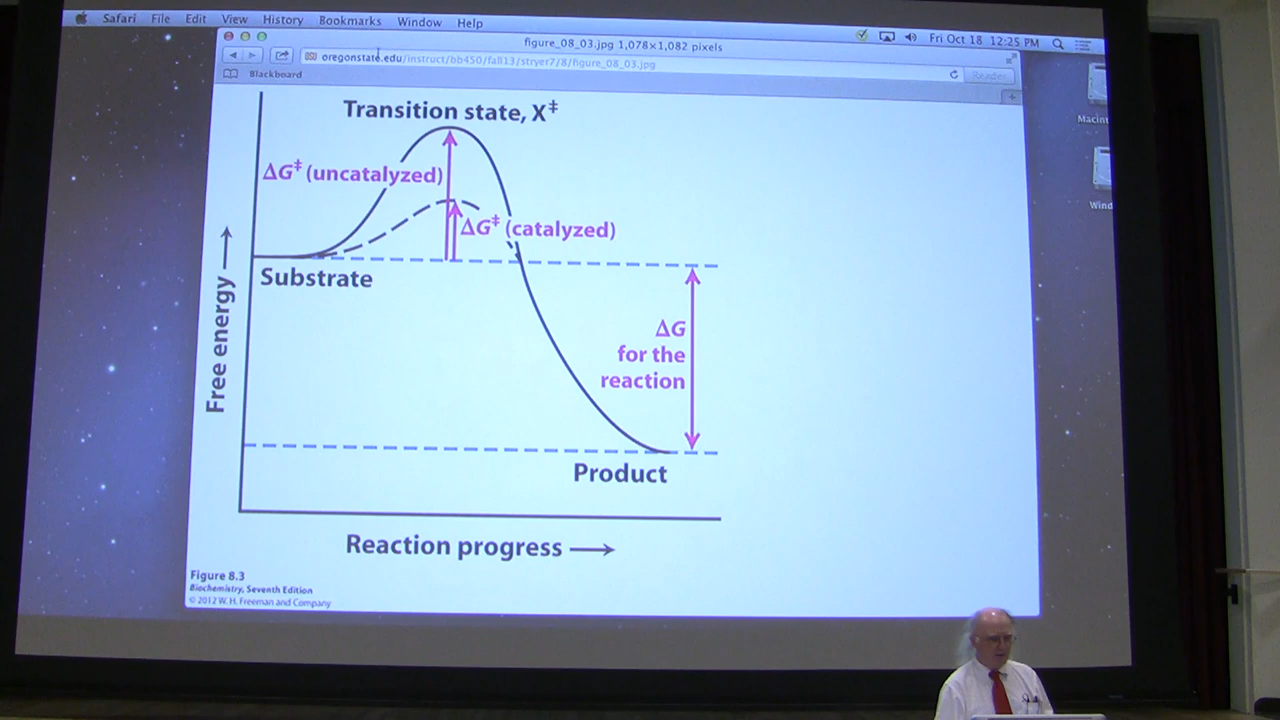 Safari File Edit View History Bookmarks Window Help Fri Oct 18 12:25 PM
figure_08_03.jpg 1,078×1,082 pixels
oregonstate.edu/instruct/bb450/fall13/stryer7/8/figure_08_03.jpg
Reader
Blackboard
Macint
Wind
Transition state, X‡
ΔG‡ (uncatalyzed)
ΔG‡ (catalyzed)
Substrate
Free energy →
ΔG
for the
reaction
Product
Reaction progress →
Figure 8.3
Biochemistry, Seventh Edition
© 2012 W. H. Freeman and Company